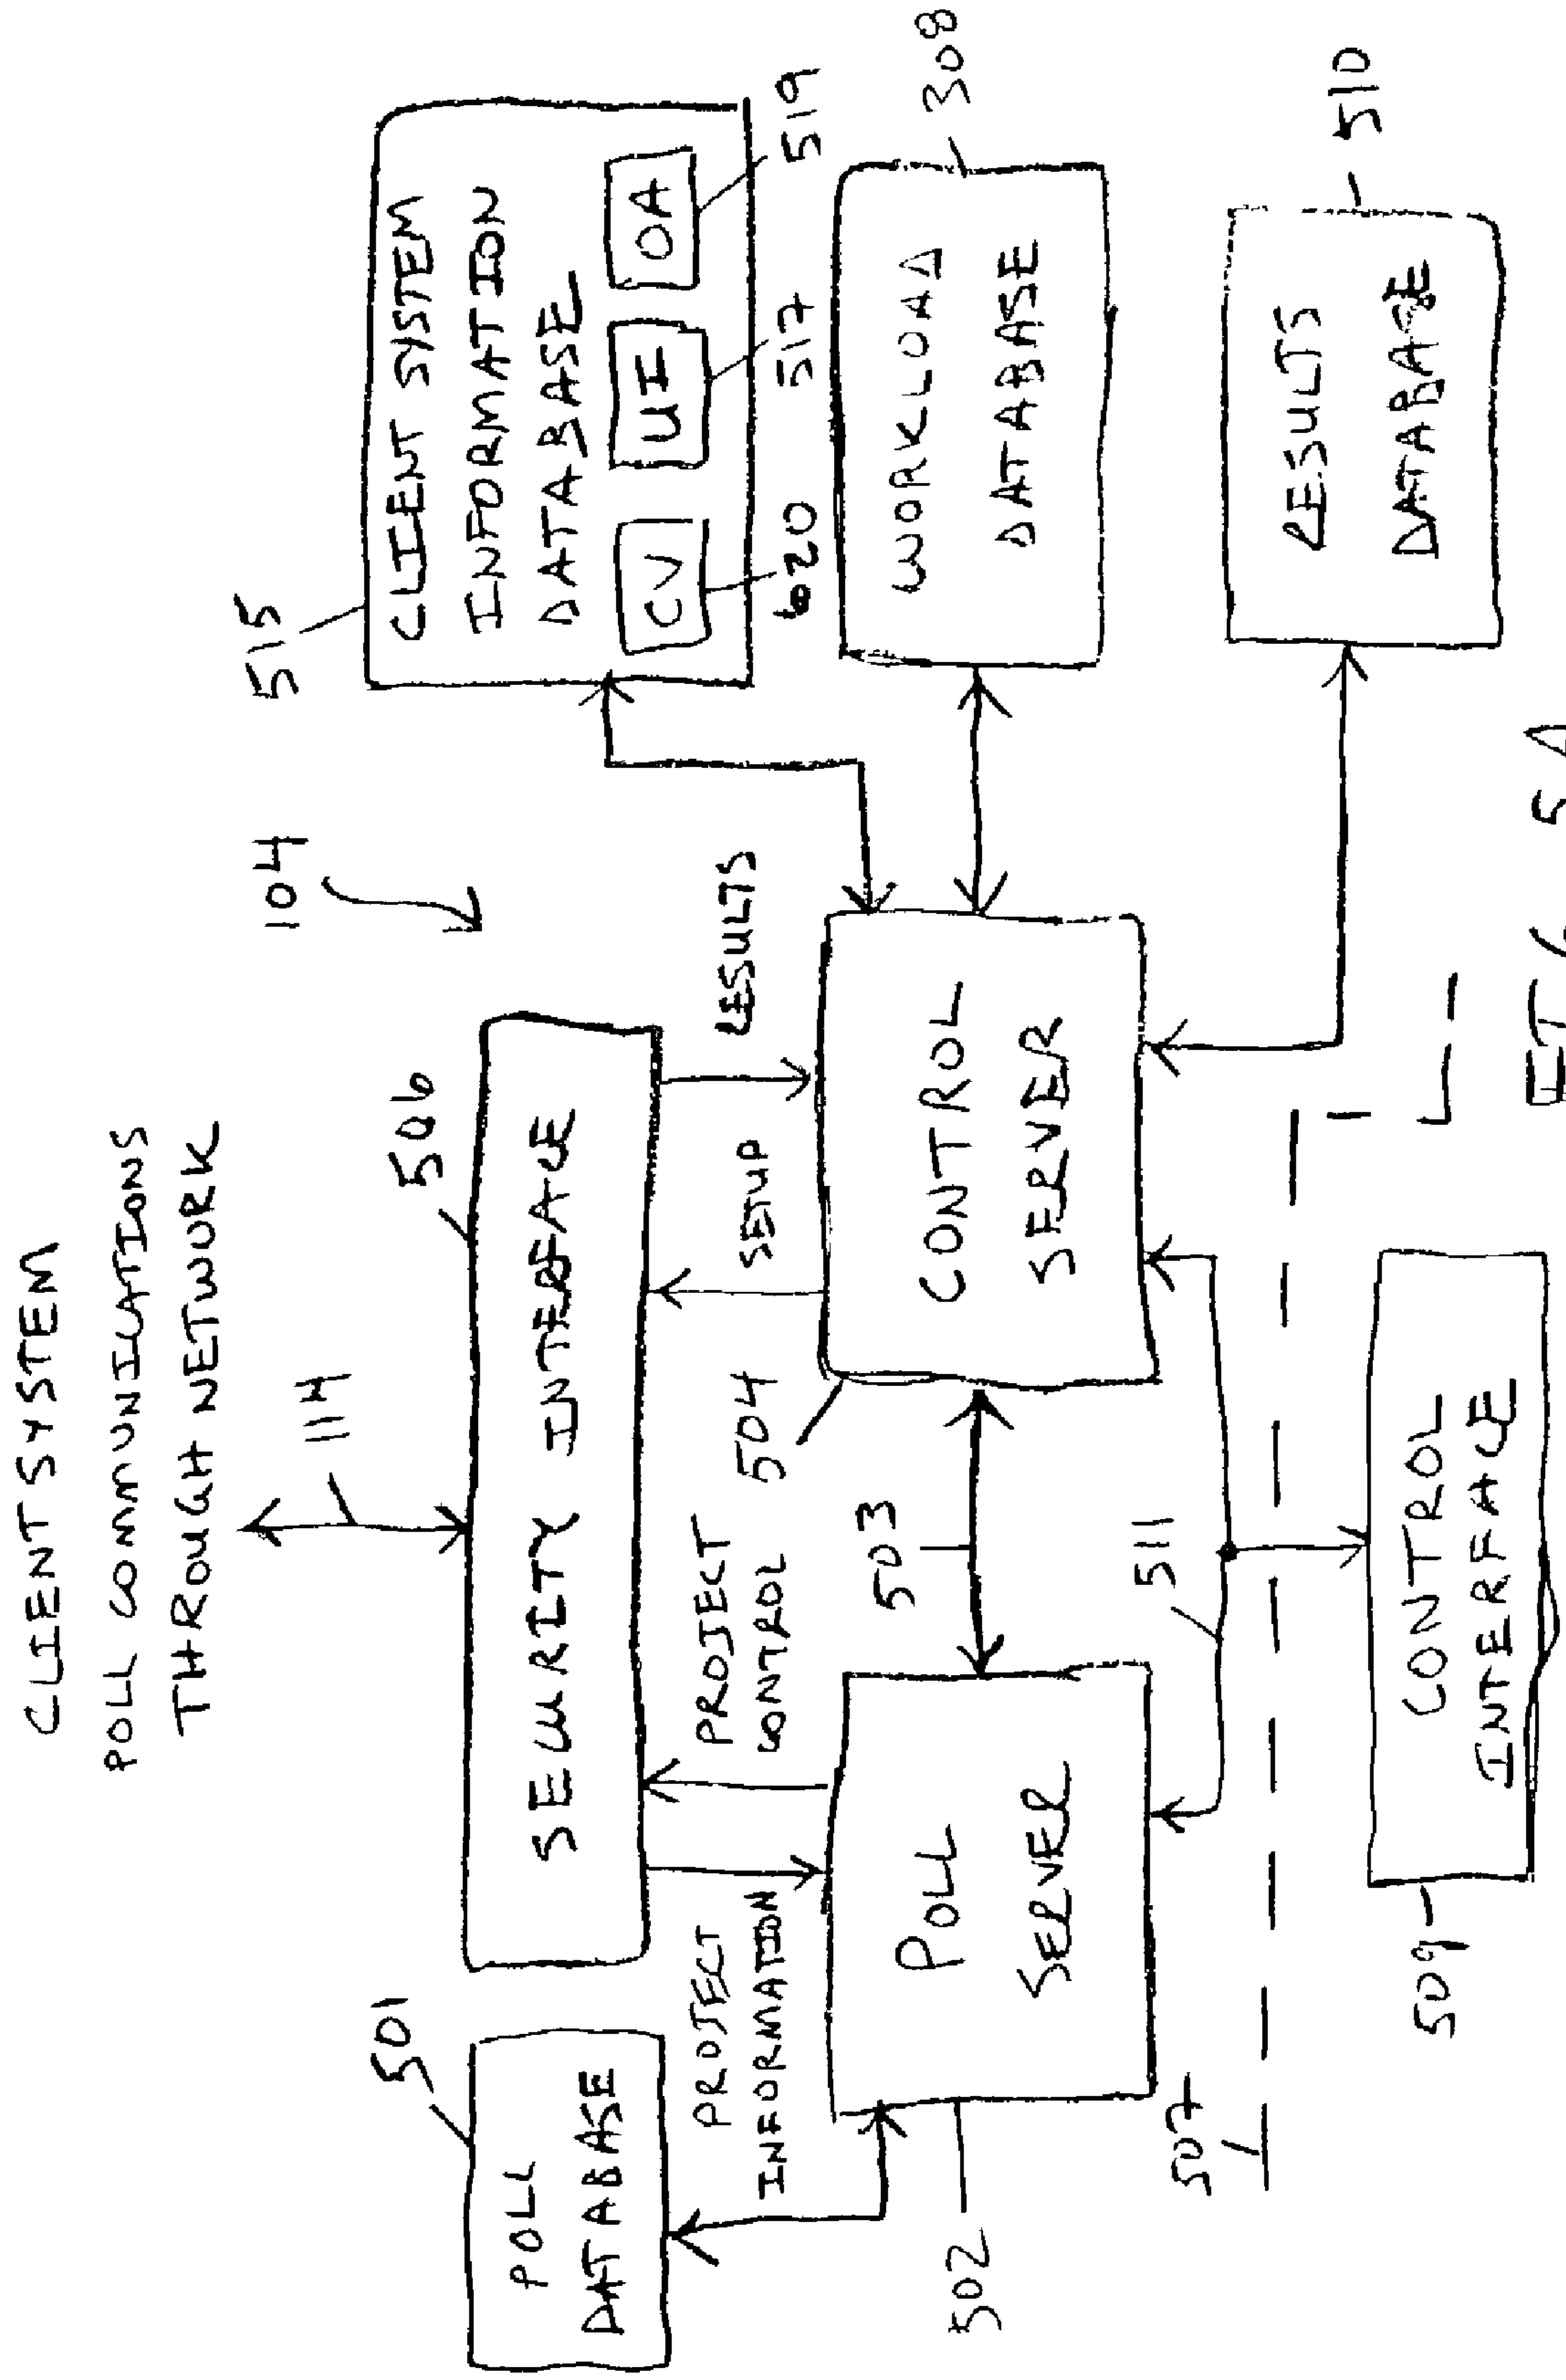 CLIENT SYSTEM
POLL COMMUNICATIONS
THROUGH NETWORK
114
104
501
POLL
DATABASE
506
SECURITY INTERFACE
515
CLIENT SYSTEM
INFORMATION
DATABASE
CV
UI
OA
620
517
519
PROJECT
INFORMATION
PROJECT
CONTROL
SETUP
RESULTS
504
502
POLL
SERVER
503
CONTROL
SERVER
308
WORKLOAD
DATABASE
507
511
510
RESULTS
DATABASE
509
CONTROL
INTERFACE
FIG 5A